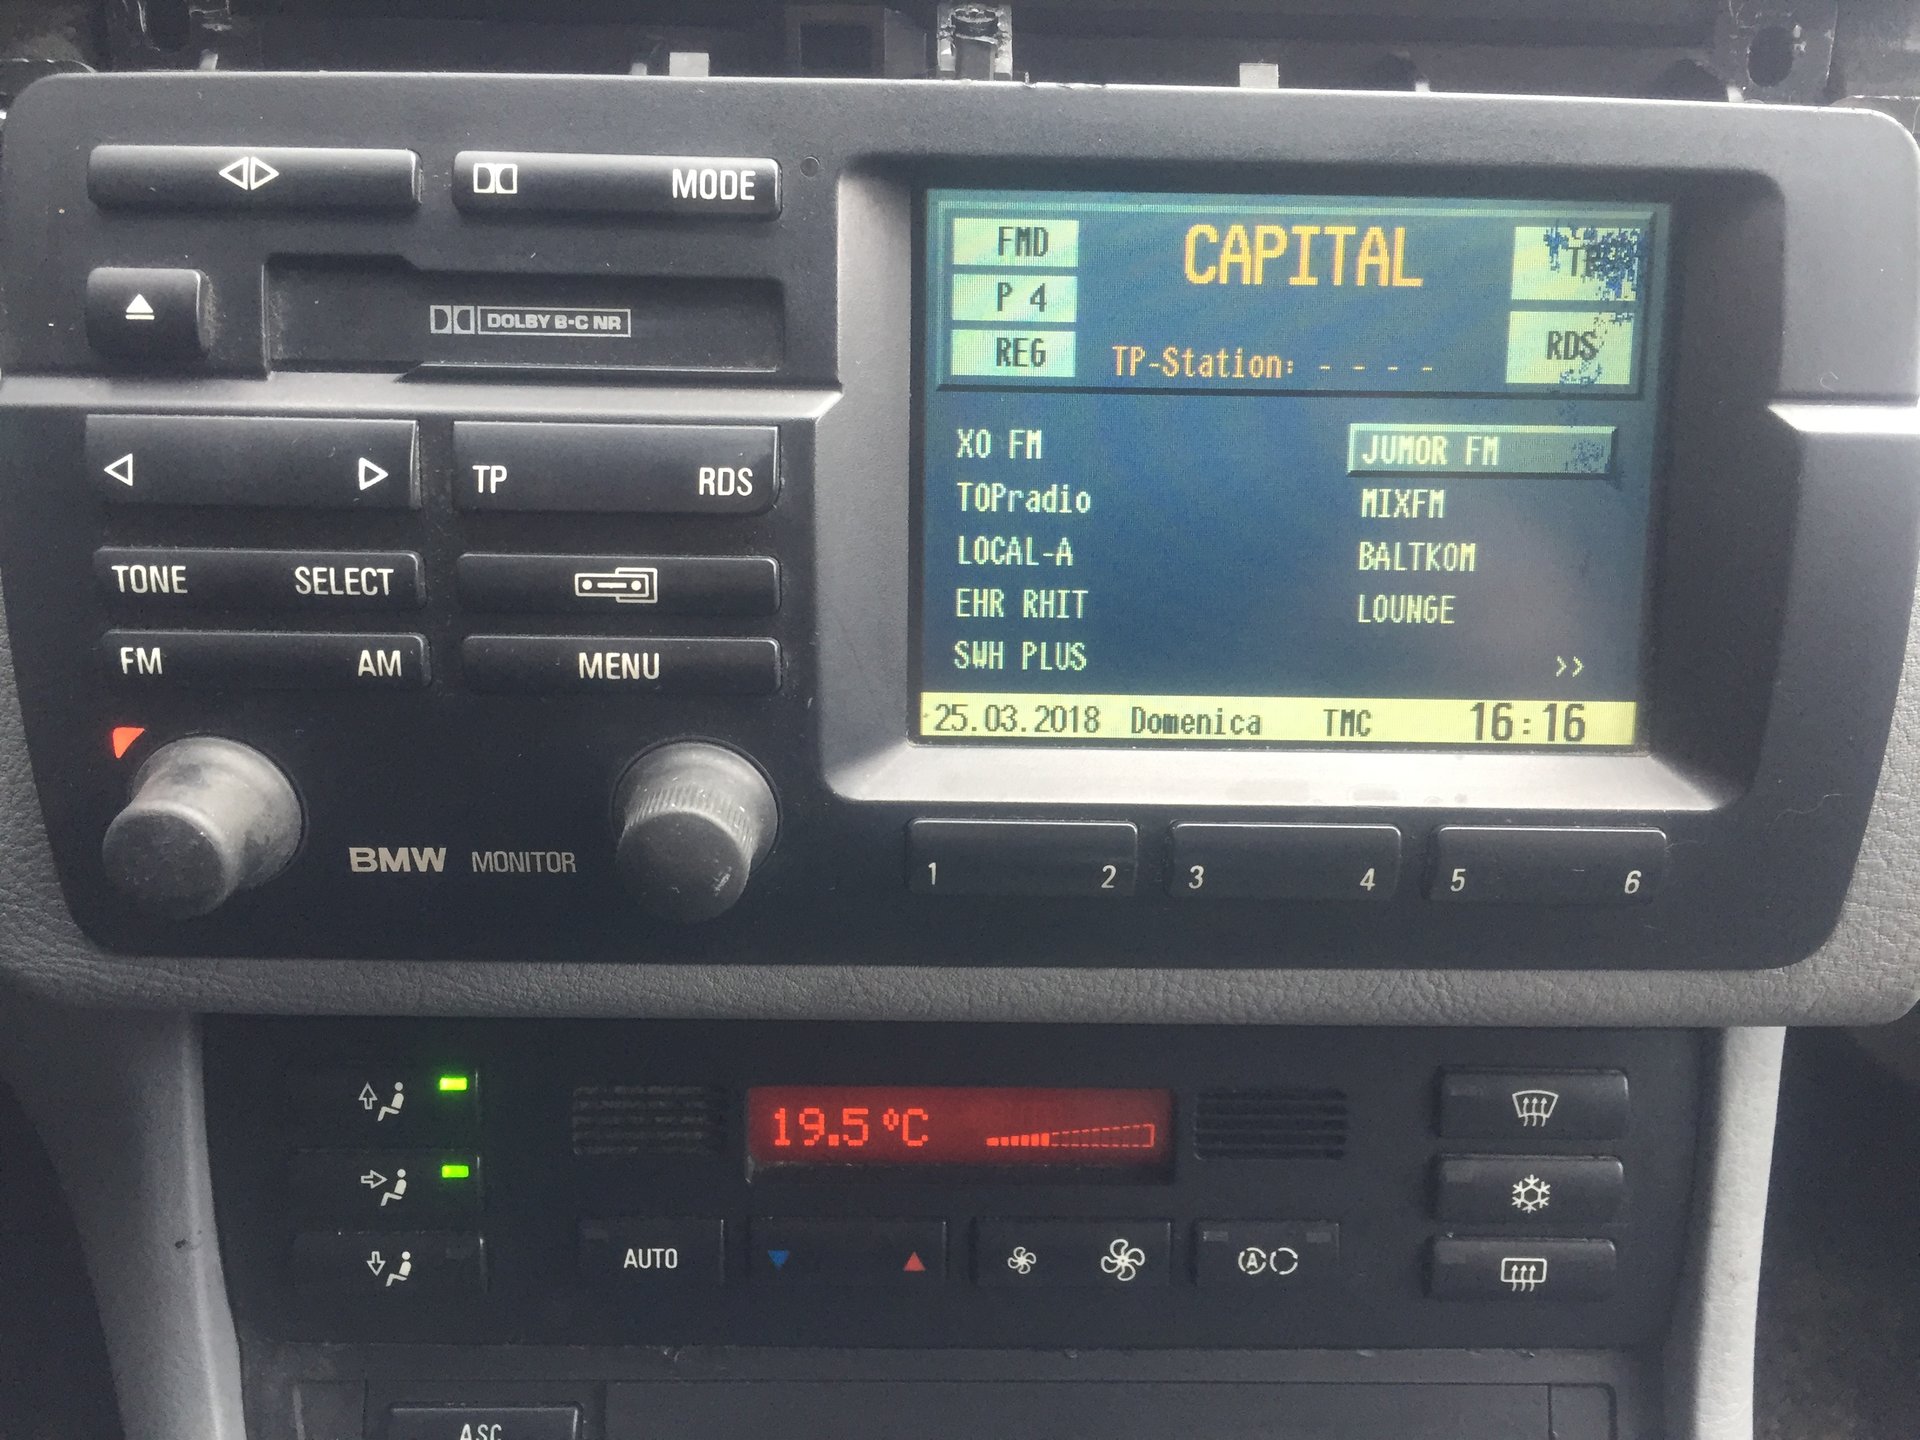 MODE
DOLBY B-C NR
TP RDS
TONE SELECT
FM AM
MENU
BMW MONITOR
FMD
P 4
REG
CAPITAL
TP-Station: - - - -
RDS
XO FM
TOPradio
LOCAL-A
EHR RHIT
SWH PLUS
JUMOR FM
MIXFM
BALTKOM
LOUNGE
>>
25.03.2018 Domenica TMC 16:16
1 2 3 4 5 6
19.5 °C
AUTO
A
ASC